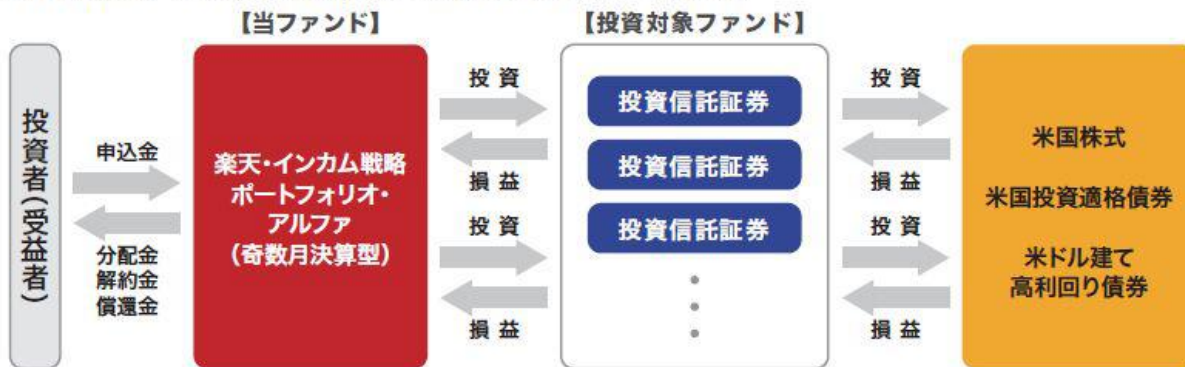 【当ファンド】
【投資対象ファンド】
投資者(受益者)
申込金
分配金
解約金
償還金
楽天・インカム戦略
ポートフォリオ・
アルファ
(奇数月決算型)
投 資
損 益
投 資
損 益
投資信託証券
投資信託証券
投資信託証券
投 資
損 益
投 資
損 益
米国株式
米国投資適格債券
米ドル建て
高利回り債券